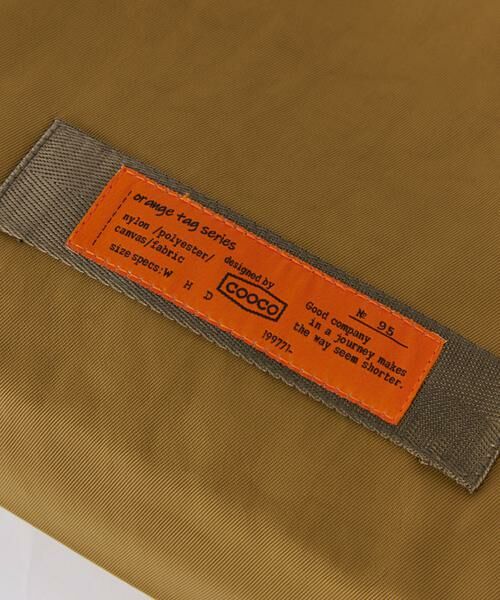 orange tag series
nylon /polyester/
canvas/fabric
size specs:W H D
designed by
COOCO
199771-
№ 95
Good company
in a journey makes
the way seem shorter.